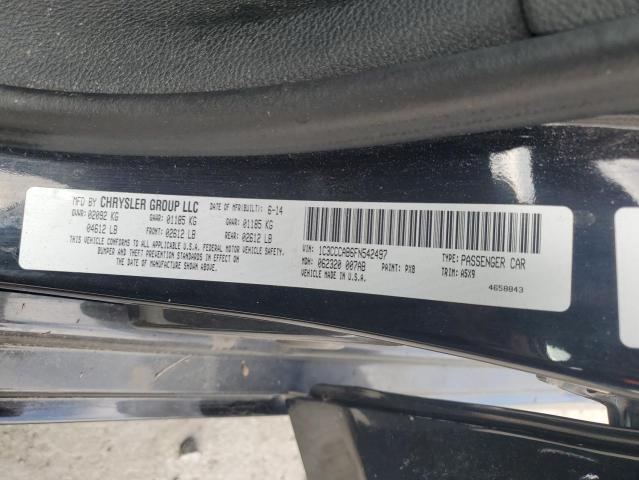 MFD BY CHRYSLER GROUP LLC DATE OF MFR(BUILT): 6-14
GVWR: 02092 KG GAWR: 01185 KG GAWR: 01185 KG
04612 LB FRONT: 02612 LB REAR: 02612 LB
THIS VEHICLE CONFORMS TO ALL APPLICABLE U.S.A. FEDERAL MOTOR VEHICLE SAFETY,
BUMPER AND THEFT PREVENTION STANDARDS IN EFFECT ON
THE DATE OF MANUFACTURE SHOWN ABOVE.
VIN: 1C3CCCAB6FN542497 TYPE: PASSENGER CAR
MDH: 062320 007AB PAINT: PX8 TRIM: A5X9
VEHICLE MADE IN U.S.A.
4658843